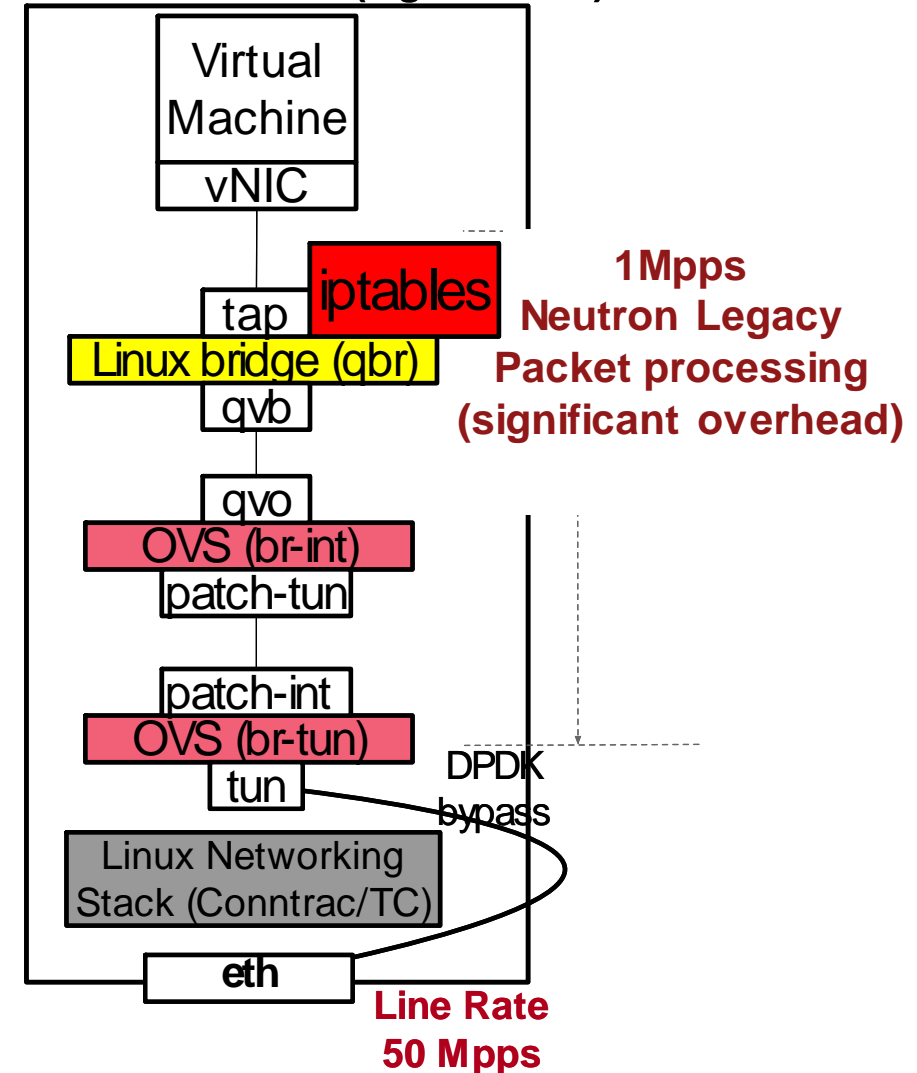 Virtual
Machine
vNIC
iptables
tap
Linux bridge (qbr)
qvb
1Mpps
Neutron Legacy
Packet processing
(significant overhead)
qvo
OVS (br-int)
patch-tun
patch-int
OVS (br-tun)
tun
DPDK
bypass
Linux Networking
Stack (Conntrac/TC)
eth
Line Rate
50 Mpps